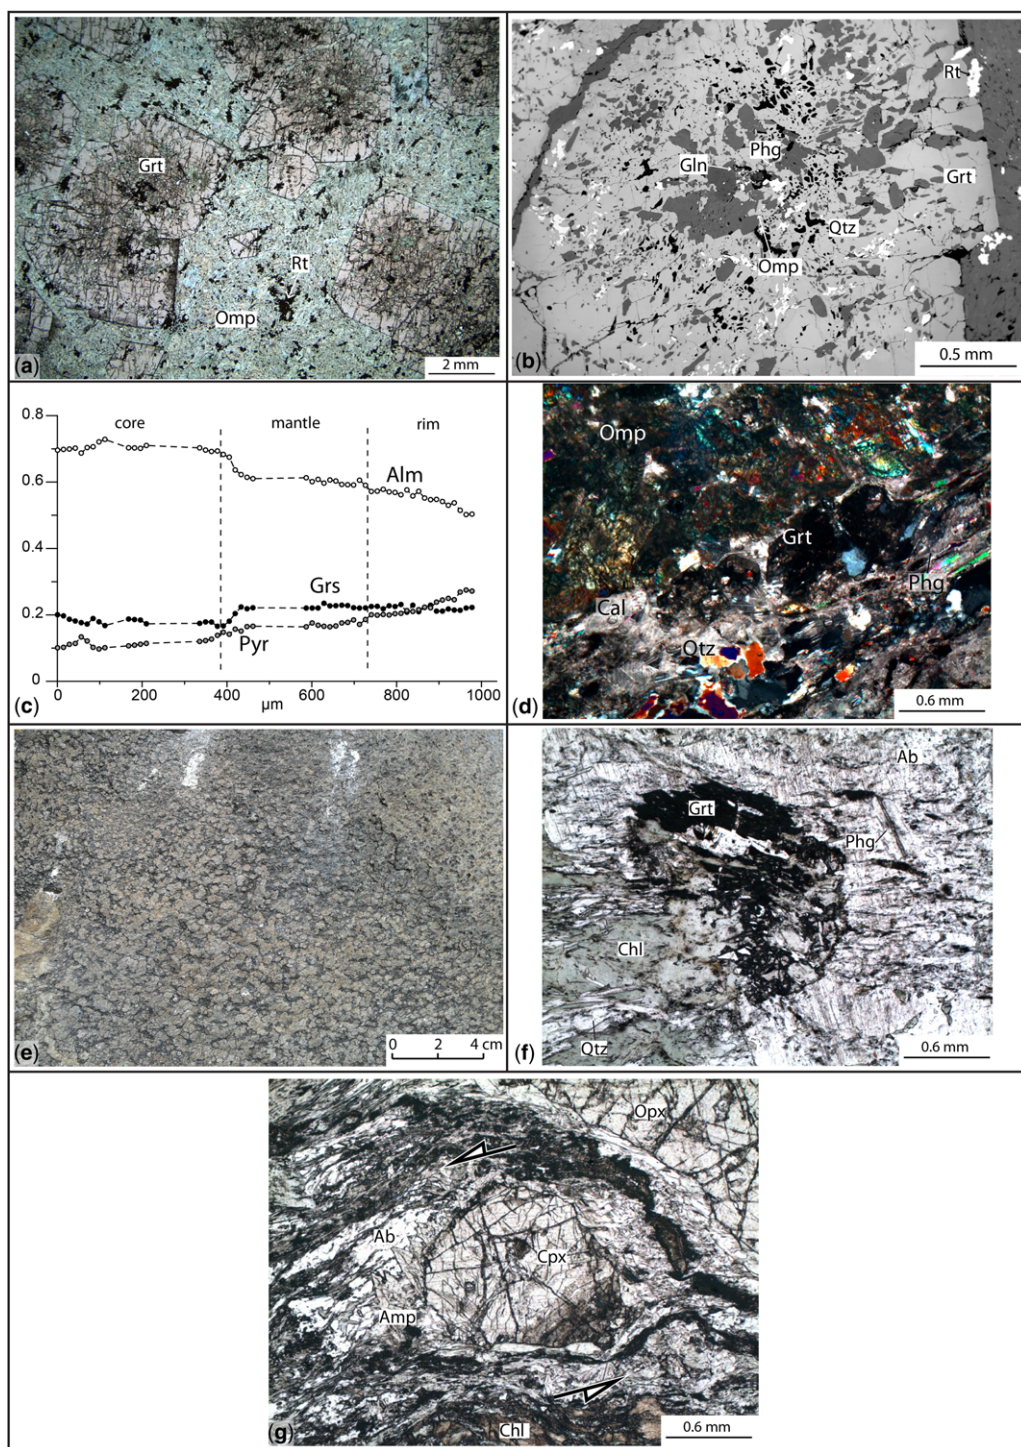 Grt
Rt
Omp
(a)
2 mm
Rt
Phg
Gln
Grt
Qtz
Omp
(b)
0.5 mm
0.8
core
mantle
rim
Alm
0.6
0.4
Grs
0.2
Pyr
0
0
200
400
600
800
1000
(c)
µm
Omp
Grt
Phg
Cal
Qtz
(d)
0.6 mm
(e)
0
2
4 cm
Ab
Grt
Phg
Chl
Qtz
(f)
0.6 mm
Opx
Ab
Cpx
Amp
Chl
(g)
0.6 mm